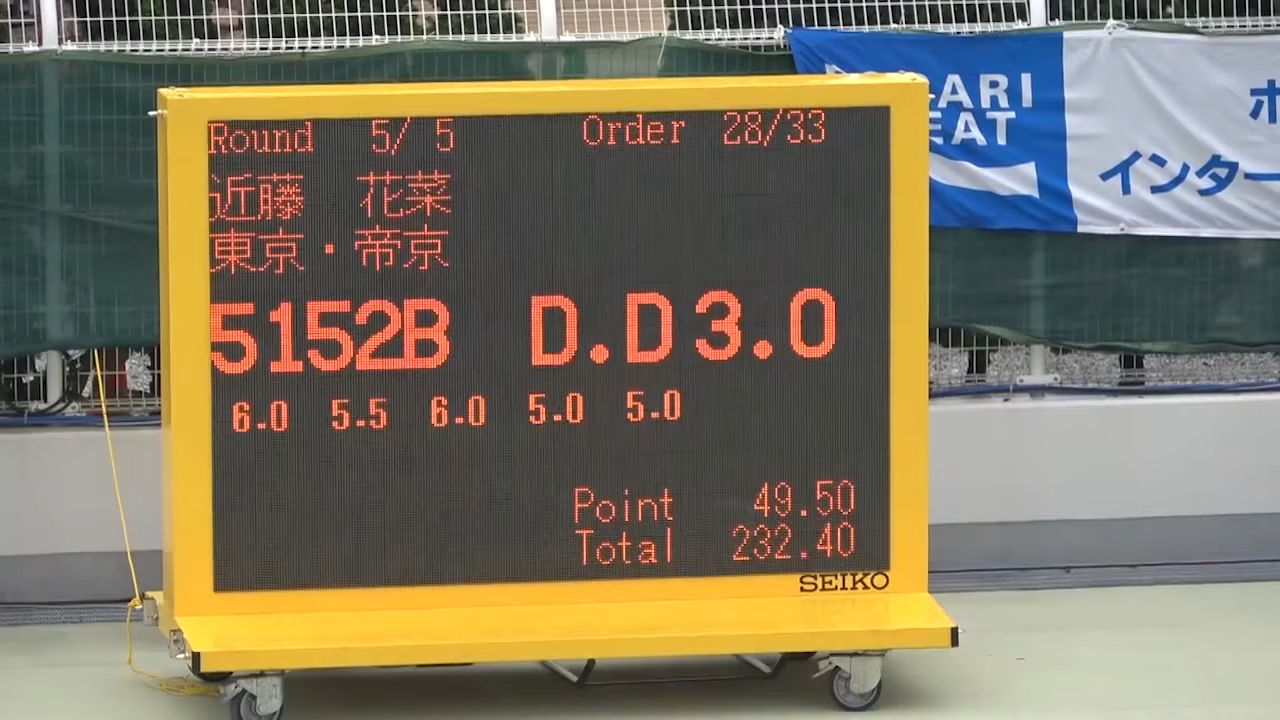 Round 5/ 5 Order 28/33
近藤 花菜
東京・帝京
5152B D.D3.0
6.0 5.5 6.0 5.0 5.0
Point 49.50
Total 232.40
SEIKO
インター